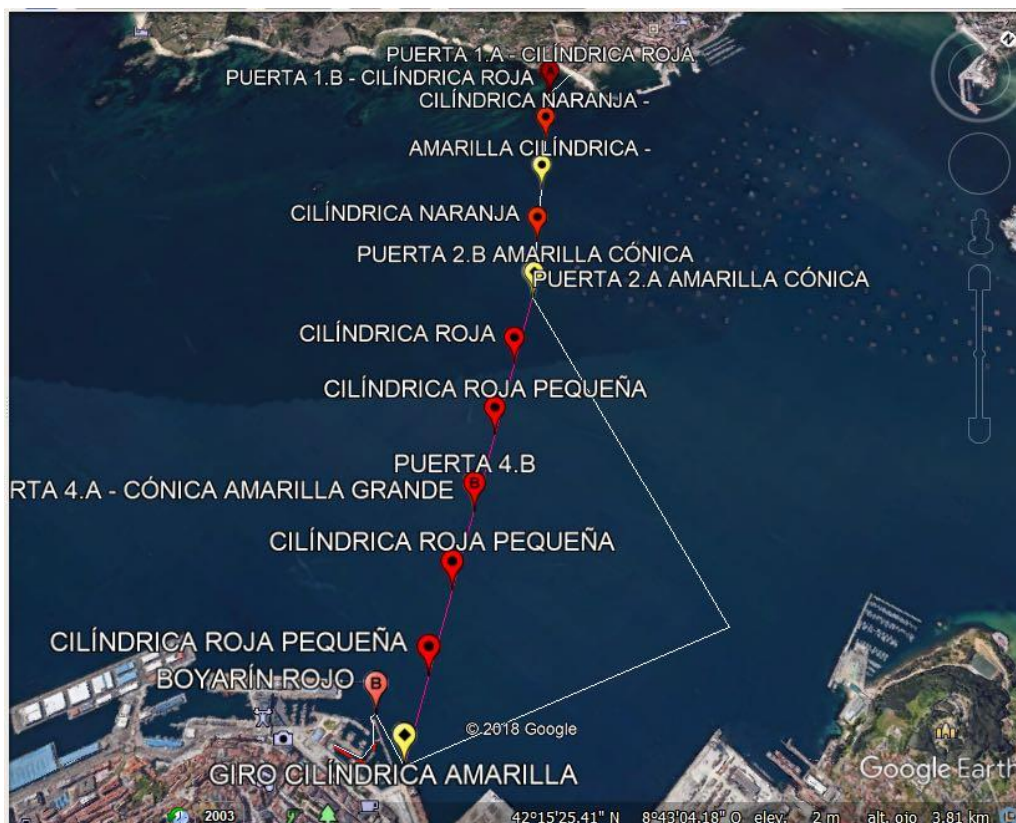 N
PUERTA 1.A - CILÍNDRICA ROJA
PUERTA 1.B - CILÍNDRICA ROJA
CILÍNDRICA NARANJA -
AMARILLA CILÍNDRICA -
CILÍNDRICA NARANJA
PUERTA 2.B AMARILLA CÓNICA
PUERTA 2.A AMARILLA CÓNICA
CILÍNDRICA ROJA
CILÍNDRICA ROJA PEQUEÑA
PUERTA 4.B
RTA 4.A - CÓNICA AMARILLA GRANDE
B
CILÍNDRICA ROJA PEQUEÑA
CILÍNDRICA ROJA PEQUEÑA
BOYARÍN ROJO
B
© 2018 Google
GIRO CILÍNDRICA AMARILLA
Google Earth
2003
42°15'25.41" N 8°43'04.18" O elev. 2 m alt. ojo 3.81 km